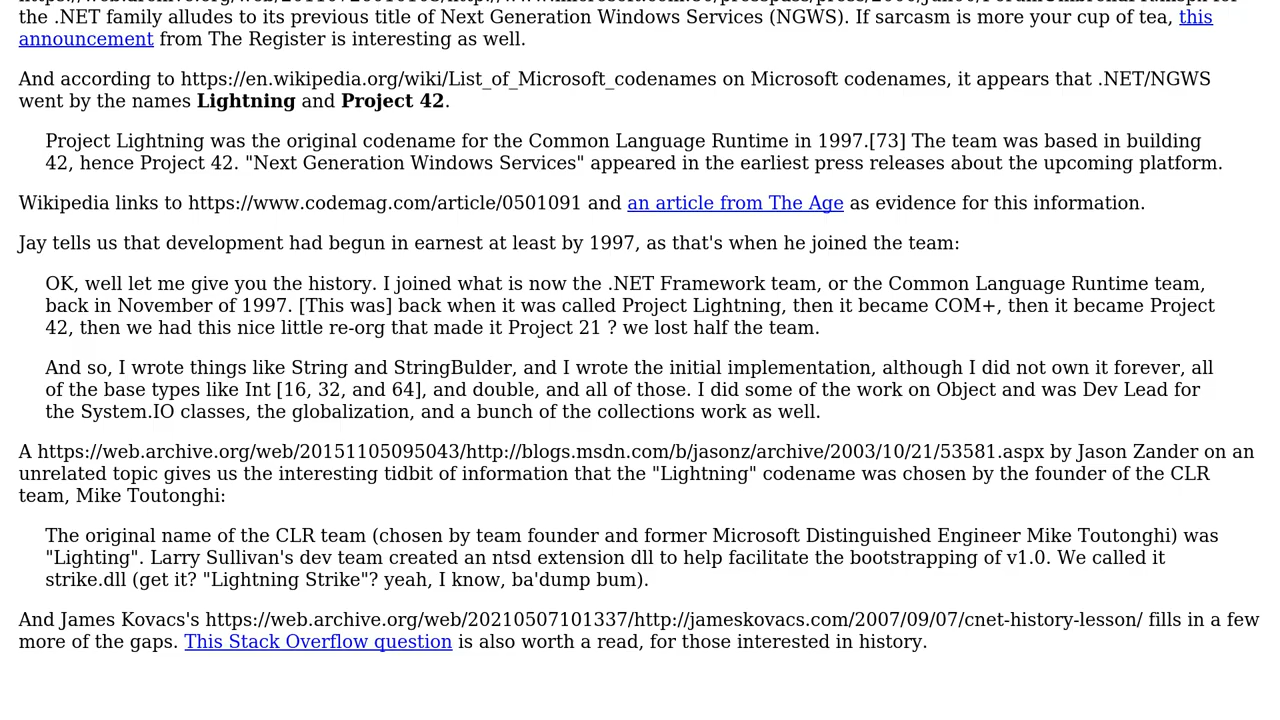 the .NET family alludes to its previous title of Next Generation Windows Services (NGWS). If sarcasm is more your cup of tea, this
announcement from The Register is interesting as well.
And according to https://en.wikipedia.org/wiki/List_of_Microsoft_codenames on Microsoft codenames, it appears that .NET/NGWS
went by the names Lightning and Project 42.
Project Lightning was the original codename for the Common Language Runtime in 1997.[73] The team was based in building
42, hence Project 42. "Next Generation Windows Services" appeared in the earliest press releases about the upcoming platform.
Wikipedia links to https://www.codemag.com/article/0501091 and an article from The Age as evidence for this information.
Jay tells us that development had begun in earnest at least by 1997, as that's when he joined the team:
OK, well let me give you the history. I joined what is now the .NET Framework team, or the Common Language Runtime team,
back in November of 1997. [This was] back when it was called Project Lightning, then it became COM+, then it became Project
42, then we had this nice little re-org that made it Project 21 ? we lost half the team.
And so, I wrote things like String and StringBulder, and I wrote the initial implementation, although I did not own it forever, all
of the base types like Int [16, 32, and 64], and double, and all of those. I did some of the work on Object and was Dev Lead for
the System.IO classes, the globalization, and a bunch of the collections work as well.
A https://web.archive.org/web/20151105095043/http://blogs.msdn.com/b/jasonz/archive/2003/10/21/53581.aspx by Jason Zander on an
unrelated topic gives us the interesting tidbit of information that the "Lightning" codename was chosen by the founder of the CLR
team, Mike Toutonghi:
The original name of the CLR team (chosen by team founder and former Microsoft Distinguished Engineer Mike Toutonghi) was
"Lighting". Larry Sullivan's dev team created an ntsd extension dll to help facilitate the bootstrapping of v1.0. We called it
strike.dll (get it? "Lightning Strike"? yeah, I know, ba'dump bum).
And James Kovacs's https://web.archive.org/web/20210507101337/http://jameskovacs.com/2007/09/07/cnet-history-lesson/ fills in a few
more of the gaps. This Stack Overflow question is also worth a read, for those interested in history.